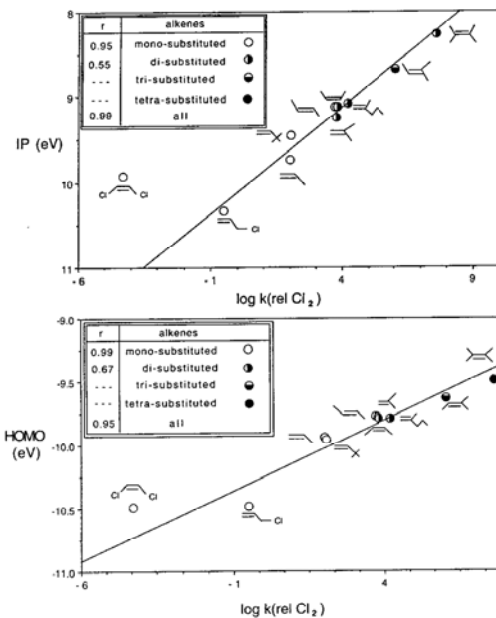 8
r alkenes
0.95 mono-substituted
0.55 di-substituted
--- tri-substituted
--- tetra-substituted
0.99 all
9
IP (eV)
10
Cl Cl
Cl
11
-6 -1 4 9
log k(rel Cl2)
-9.0
r alkenes
0.99 mono-substituted
0.67 di-substituted
--- tri-substituted
--- tetra-substituted
0.95 all
-9.5
HOMO
(eV)
-10.0
Cl Cl
-10.5
Cl
-11.0
-6 -1 4
log k(rel Cl2)